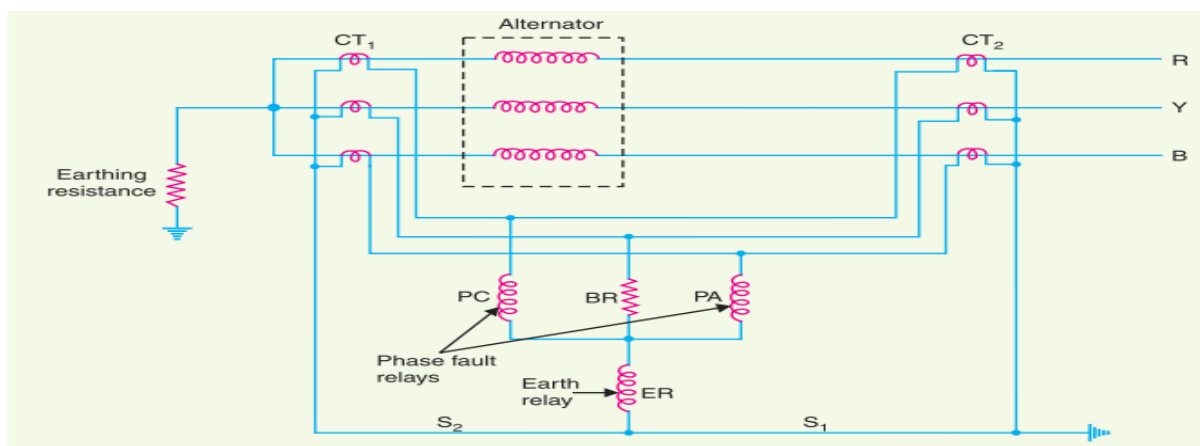 Alternator
CT1
CT2
R
Y
B
Earthing
resistance
PC
BR
PA
Phase fault
relays
Earth
relay
ER
S2
S1